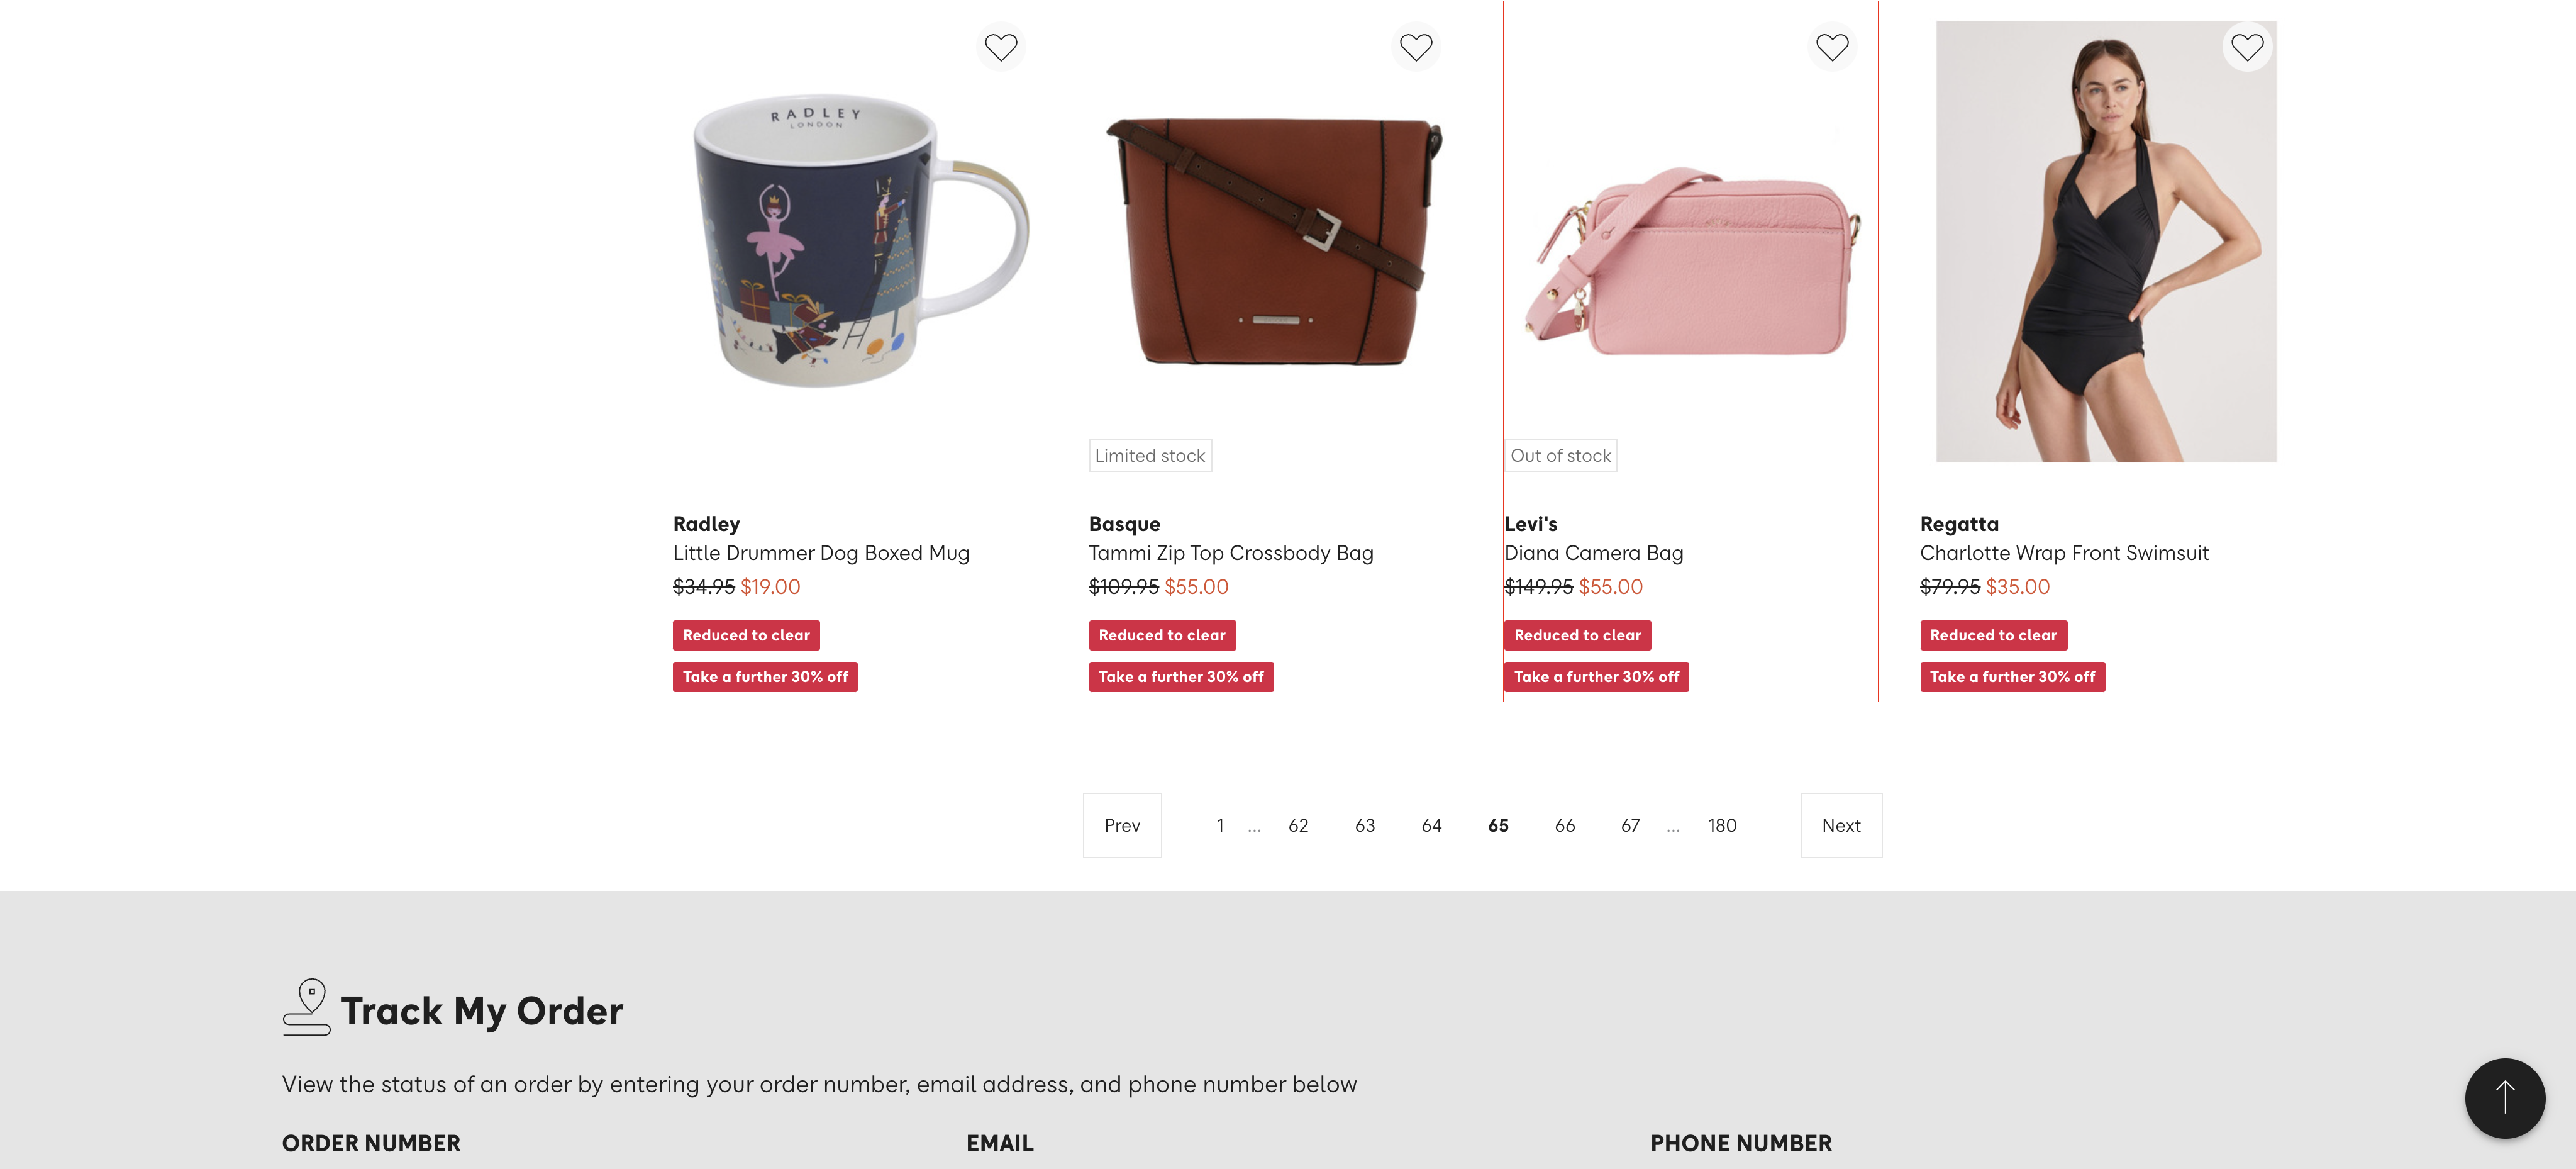 RADLEY
LONDON
Limited stock
Out of stock
Radley
Little Drummer Dog Boxed Mug
$34.95 $19.00
Reduced to clear
Take a further 30% off
Basque
Tammi Zip Top Crossbody Bag
$109.95 $55.00
Reduced to clear
Take a further 30% off
Levi's
Diana Camera Bag
$149.95 $55.00
Reduced to clear
Take a further 30% off
Regatta
Charlotte Wrap Front Swimsuit
$79.95 $35.00
Reduced to clear
Take a further 30% off
Prev 1 ... 62 63 64 65 66 67 ... 180 Next
Track My Order
View the status of an order by entering your order number, email address, and phone number below
ORDER NUMBER EMAIL PHONE NUMBER